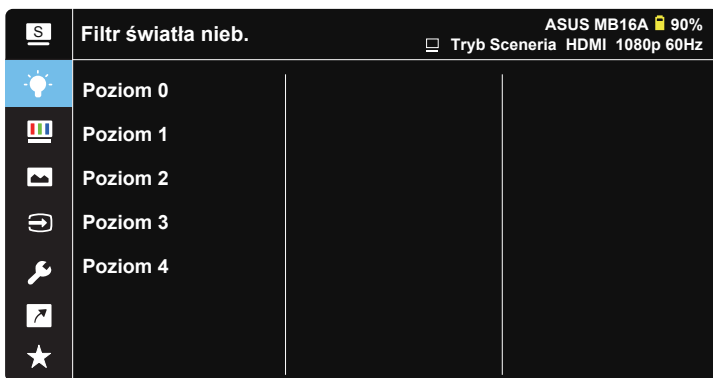 S
Filtr światła nieb.
ASUS MB16A 90%
Tryb Sceneria HDMI 1080p 60Hz
Poziom 0
Poziom 1
Poziom 2
Poziom 3
Poziom 4